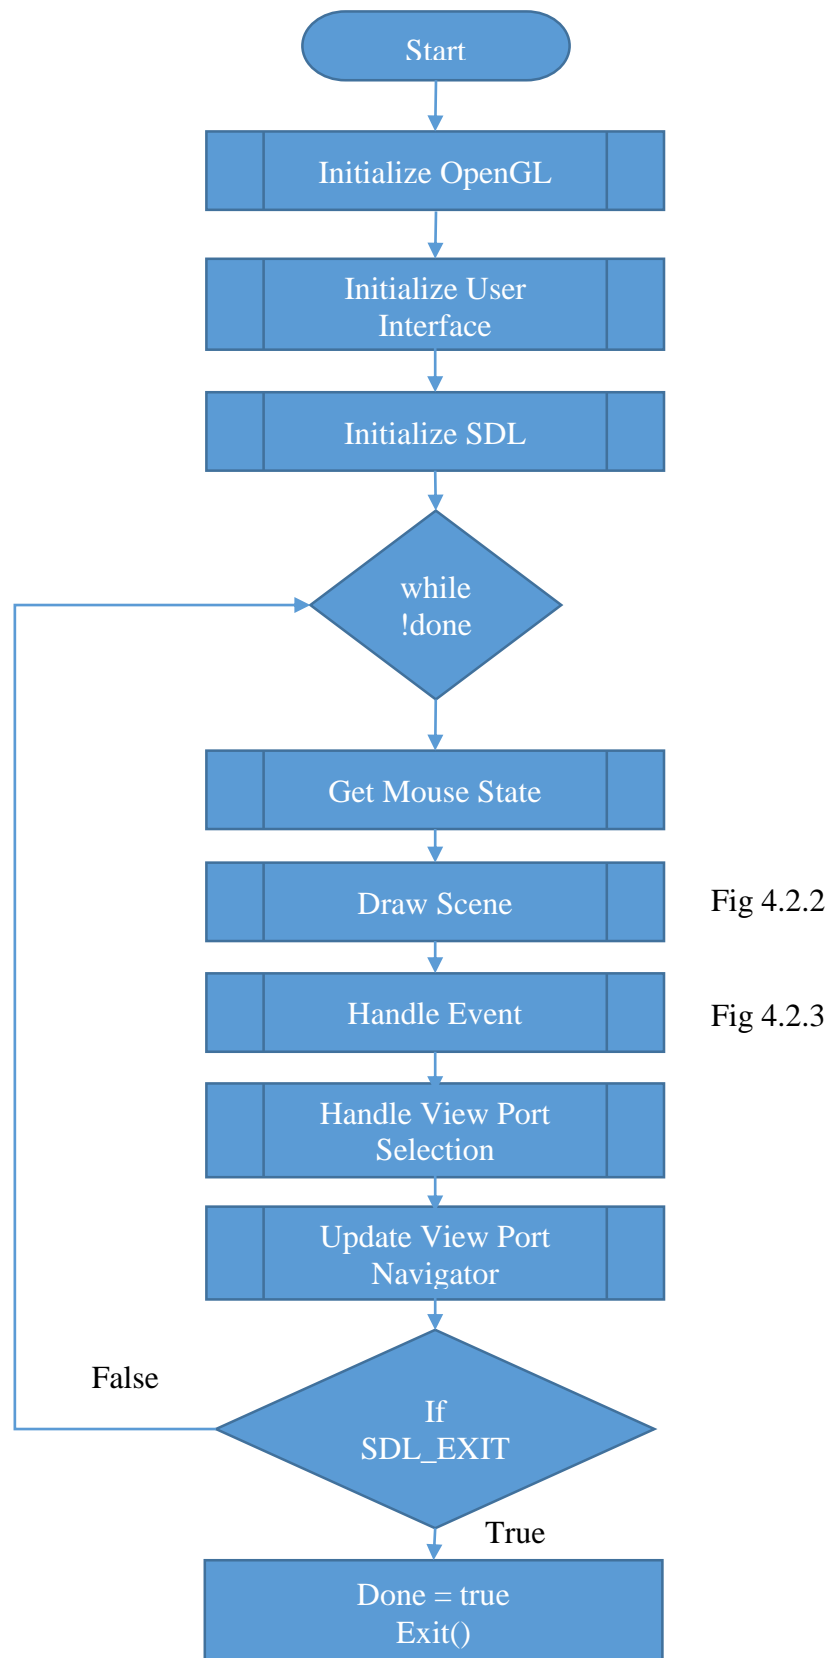 Start
Initialize OpenGL
Initialize User
Interface
Initialize SDL
while
!done
Get Mouse State
Draw Scene
Fig 4.2.2
Handle Event
Fig 4.2.3
Handle View Port
Selection
Update View Port
Navigator
False
If
SDL_EXIT
True
Done = true
Exit()